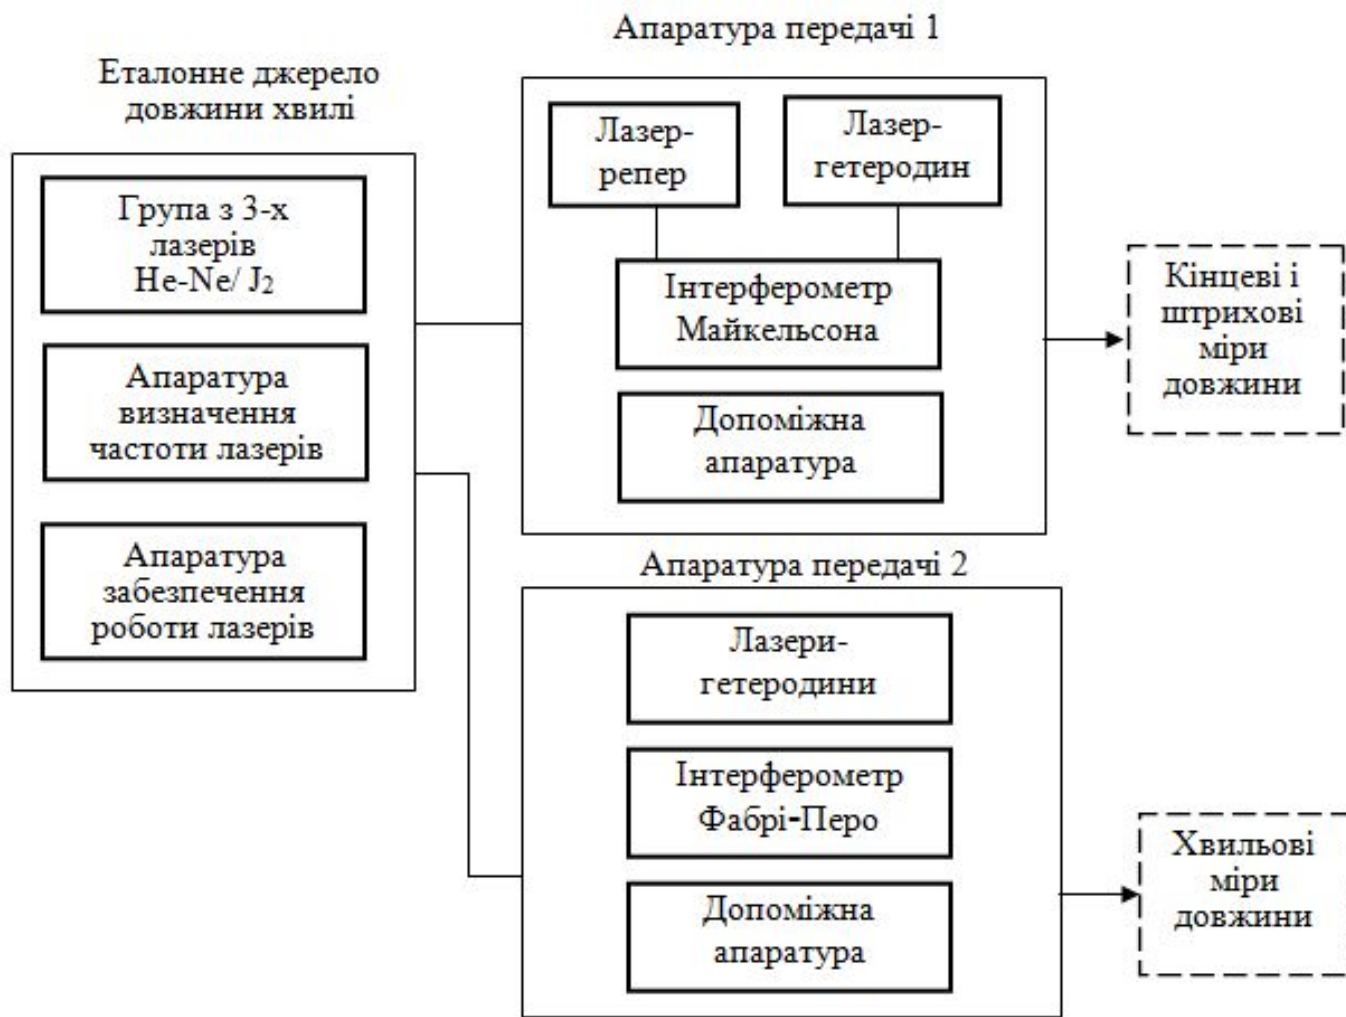 Еталонне джерело
довжини хвилі
Група з 3-х
лазерів
He-Ne/ J₂
Апаратура
визначення
частоти лазерів
Апаратура
забезпечення
роботи лазерів
Апаратура передачі 1
Лазер-
репер
Лазер-
гетеродин
Інтерферометр
Майкельсона
Допоміжна
апаратура
Кінцеві і
штрихові
міри
довжини
Апаратура передачі 2
Лазери-
гетеродини
Інтерферометр
Фабрі-Перо
Допоміжна
апаратура
Хвильові
міри
довжини